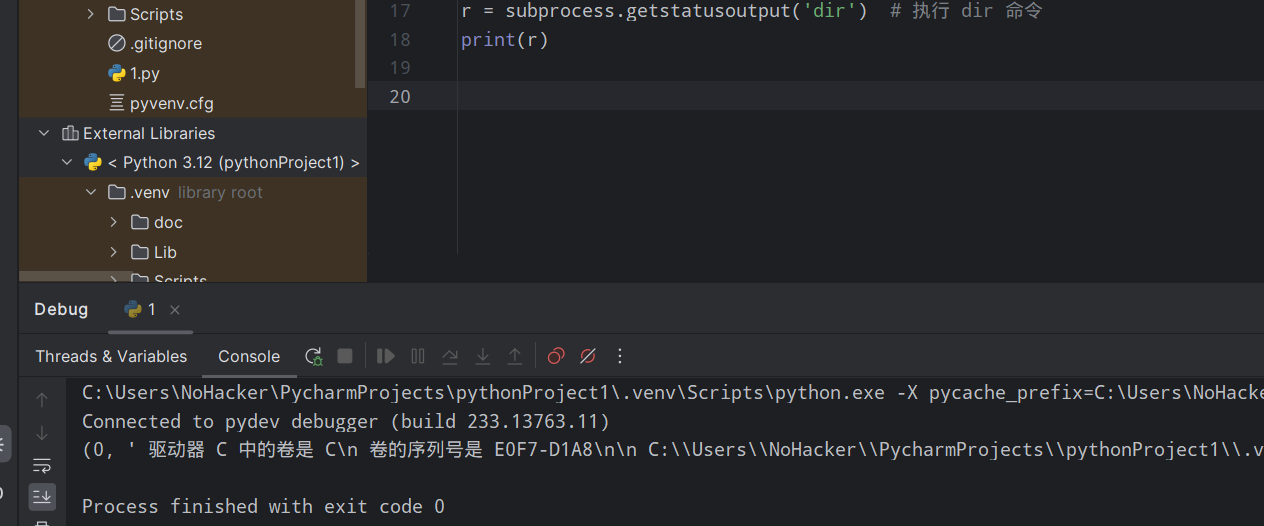 Scripts
.gitignore
1.py
pyvenv.cfg
External Libraries
< Python 3.12 (pythonProject1) >
.venv library root
doc
Lib
Scripts
17 r = subprocess.getstatusoutput('dir')  # 执行 dir 命令
18 print(r)
19
20
Debug 1
Threads & Variables Console
C:\Users\NoHacker\PycharmProjects\pythonProject1\.venv\Scripts\python.exe -X pycache_prefix=C:\Users\NoHacke
Connected to pydev debugger (build 233.13763.11)
(0, ' 驱动器 C 中的卷是 C\n 卷的序列号是 E0F7-D1A8\n\n C:\\Users\\NoHacker\\PycharmProjects\\pythonProject1\\.v
Process finished with exit code 0